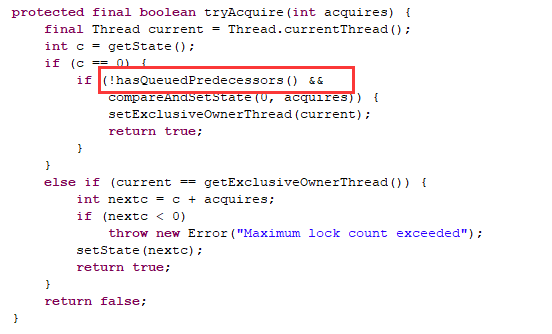 protected final boolean tryAcquire(int acquires) {
    final Thread current = Thread.currentThread();
    int c = getState();
    if (c == 0) {
        if (!hasQueuedPredecessors() &&
            compareAndSetState(0, acquires)) {
            setExclusiveOwnerThread(current);
            return true;
        }
    }
    else if (current == getExclusiveOwnerThread()) {
        int nextc = c + acquires;
        if (nextc < 0)
            throw new Error("Maximum lock count exceeded");
        setState(nextc);
        return true;
    }
    return false;
}